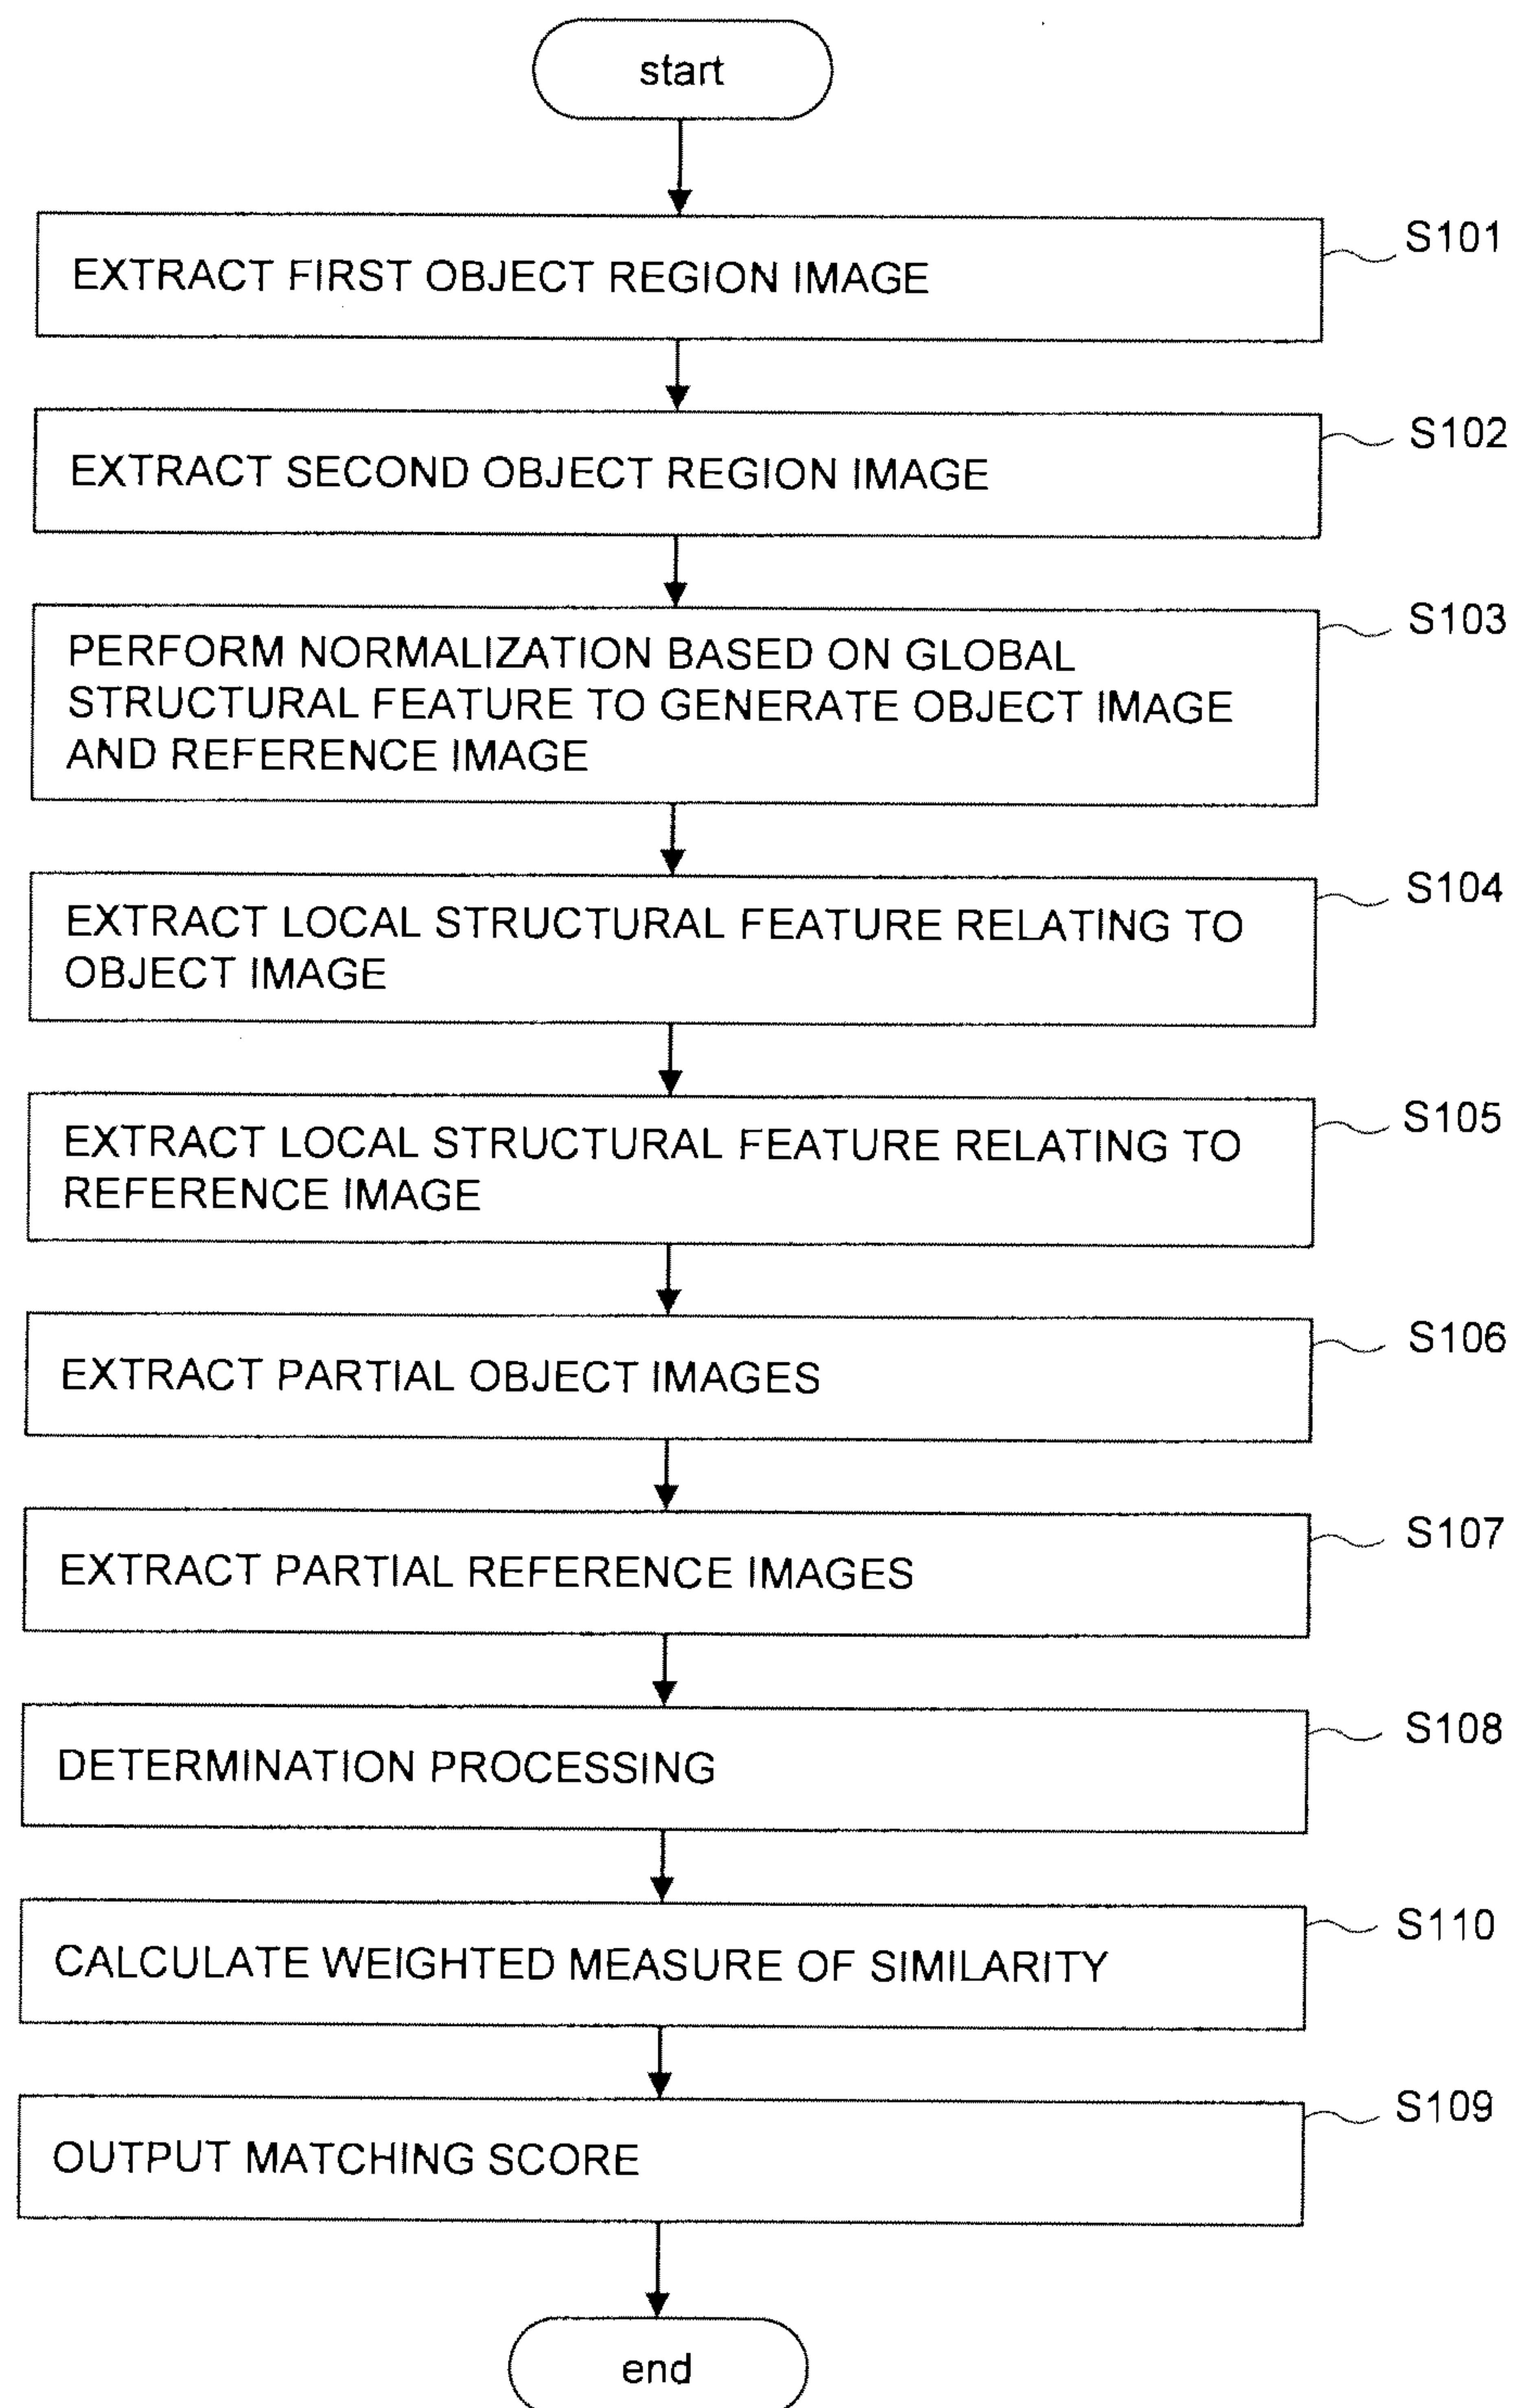 start
S101
EXTRACT FIRST OBJECT REGION IMAGE
S102
EXTRACT SECOND OBJECT REGION IMAGE
S103
PERFORM NORMALIZATION BASED ON GLOBAL
STRUCTURAL FEATURE TO GENERATE OBJECT IMAGE
AND REFERENCE IMAGE
S104
EXTRACT LOCAL STRUCTURAL FEATURE RELATING TO
OBJECT IMAGE
S105
EXTRACT LOCAL STRUCTURAL FEATURE RELATING TO
REFERENCE IMAGE
S106
EXTRACT PARTIAL OBJECT IMAGES
S107
EXTRACT PARTIAL REFERENCE IMAGES
S108
DETERMINATION PROCESSING
S110
CALCULATE WEIGHTED MEASURE OF SIMILARITY
S109
OUTPUT MATCHING SCORE
end